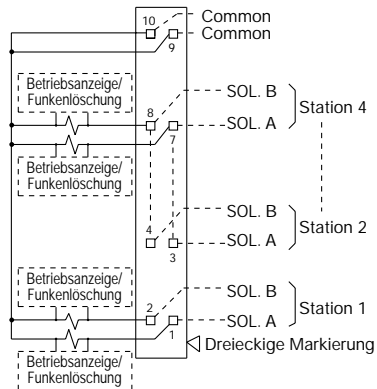 10
Common
Common
9
Betriebsanzeige/
Funkenlöschung
8
SOL. B
SOL. A
Station 4
7
Betriebsanzeige/
Funkenlöschung
4
SOL. B
SOL. A
Station 2
3
Betriebsanzeige/
Funkenlöschung
2
SOL. B
SOL. A
Station 1
1
Dreieckige Markierung
Betriebsanzeige/
Funkenlöschung